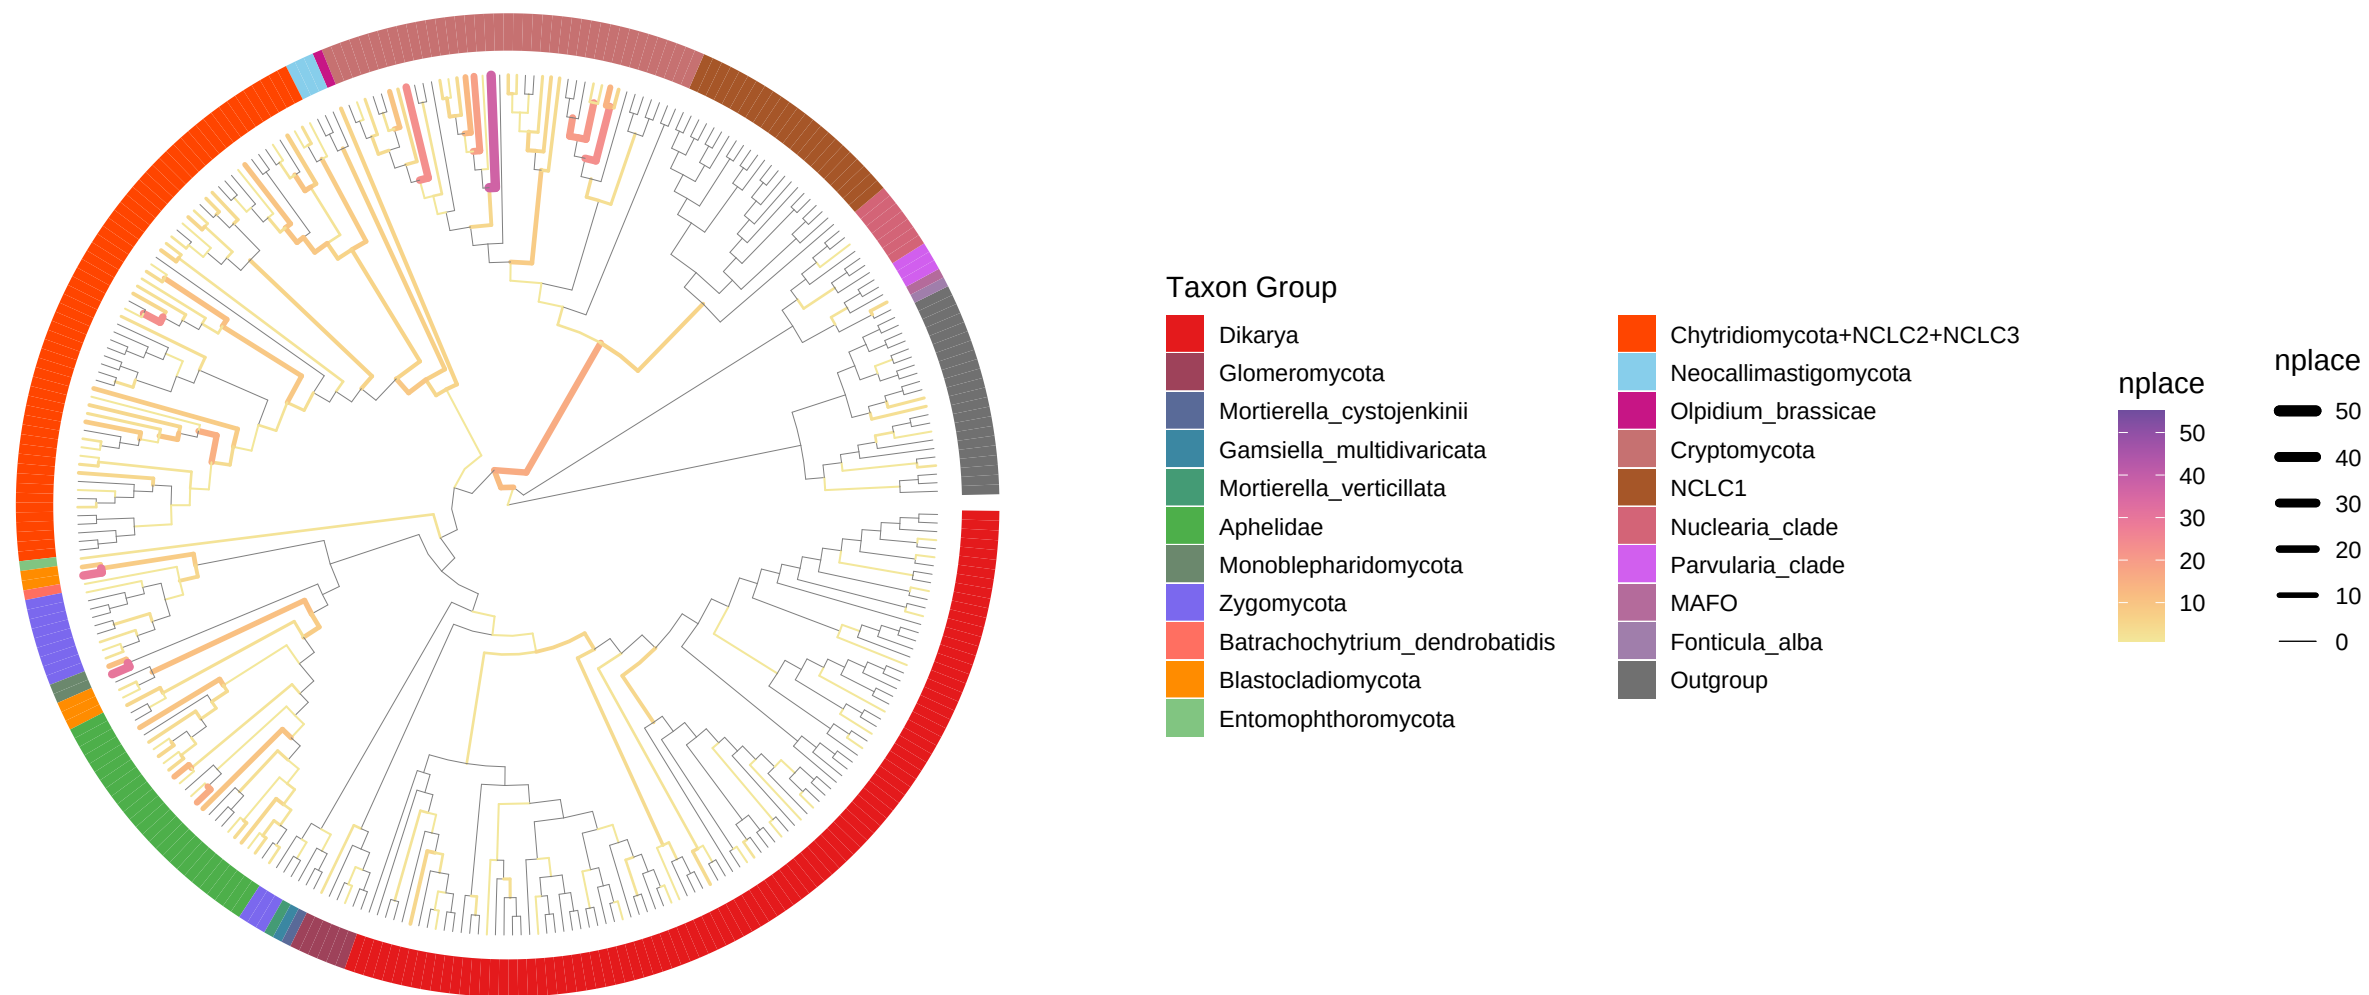 Taxon Group
Dikarya
Glomeromycota
Mortierella_cystojenkinii
Gamsiella_multidivaricata
Mortierella_verticillata
Aphelidae
Monoblepharidomycota
Zygomycota
Batrachochytrium_dendrobatidis
Blastocladiomycota
Entomophthoromycota
Chytridiomycota+NCLC2+NCLC3
Neocallimastigomycota
Olpidium_brassicae
Cryptomycota
NCLC1
Nuclearia_clade
Parvularia_clade
MAFO
Fonticula_alba
Outgroup
nplace
50
40
30
20
10
nplace
50
40
30
20
10
0